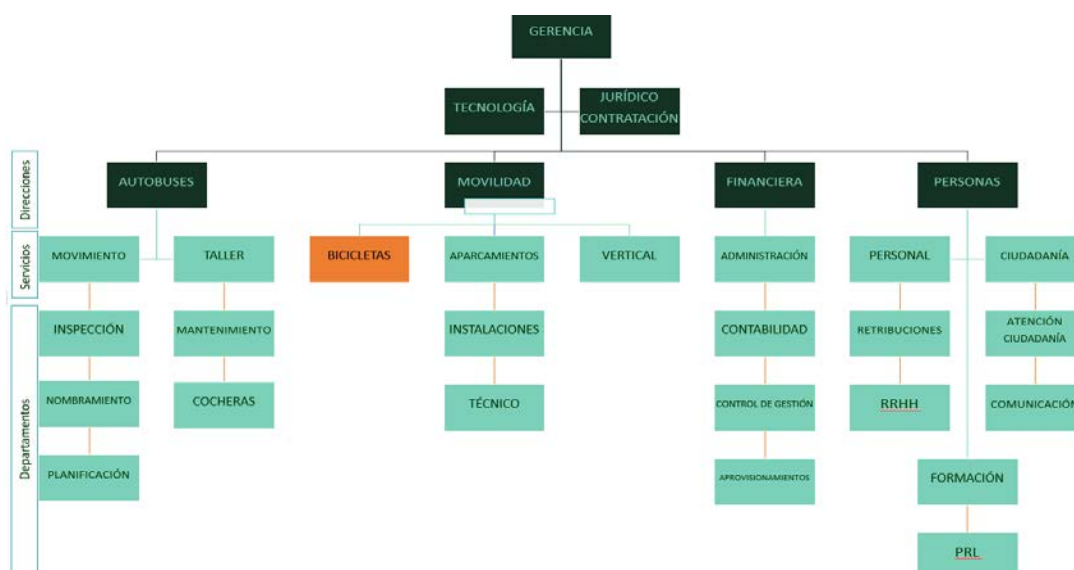 GERENCIA
TECNOLOGÍA
JURÍDICO
CONTRATACIÓN
Direcciones
AUTOBUSES
MOVILIDAD
FINANCIERA
PERSONAS
Servicios
MOVIMIENTO
TALLER
BICICLETAS
APARCAMIENTOS
VERTICAL
ADMINISTRACIÓN
PERSONAL
CIUDADANÍA
Departamentos
INSPECCIÓN
MANTENIMIENTO
INSTALACIONES
CONTABILIDAD
RETRIBUCIONES
ATENCIÓN
CIUDADANÍA
NOMBRAMIENTO
COCHERAS
TÉCNICO
CONTROL DE GESTIÓN
RRHH
COMUNICACIÓN
PLANIFICACIÓN
APROVISIONAMIENTOS
FORMACIÓN
PRL